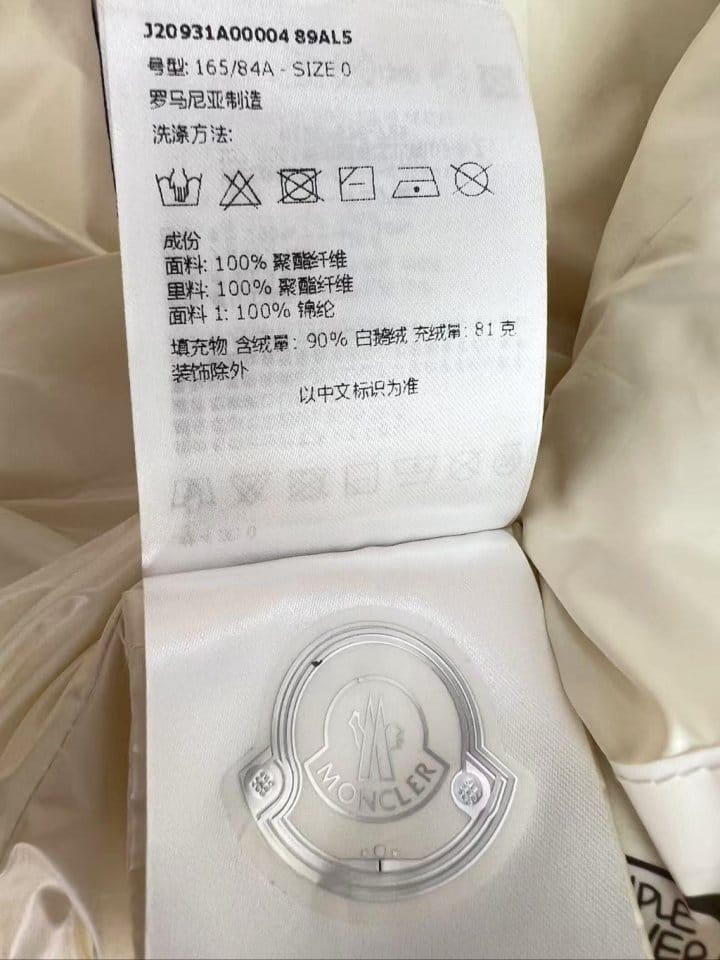 J20931A00004 89AL5
号型: 165/84A - SIZE 0
罗马尼亚制造
洗涤方法:
成份
面料: 100% 聚酯纤维
里料: 100% 聚酯纤维
面料 1: 100% 锦纶
填充物 含绒量: 90% 白鹅绒 充绒量: 81 克
装饰除外
以中文标识为准
MONCLER